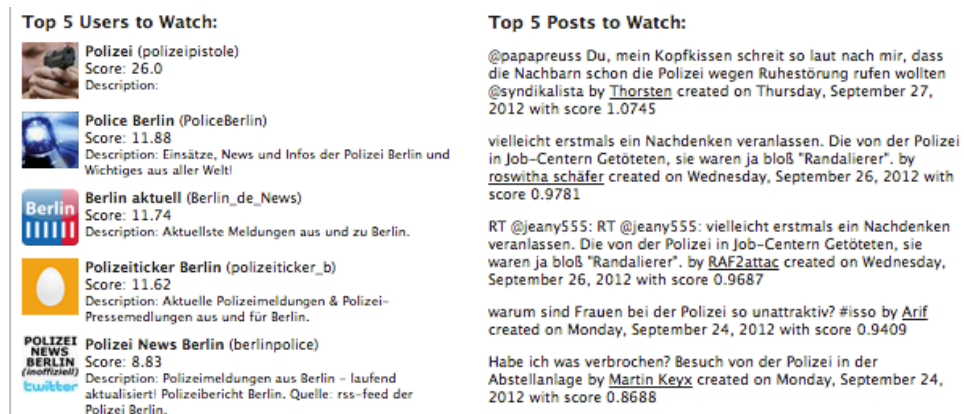 Top 5 Users to Watch:
Polizei (polizeipistole)
Score: 26.0
Description:
Police Berlin (PoliceBerlin)
Score: 11.88
Description: Einsätze, News und Infos der Polizei Berlin und
Wichtiges aus aller Welt!
Berlin
Berlin aktuell (Berlin_de_News)
Score: 11.74
Description: Aktuellste Meldungen aus und zu Berlin.
Polizeiticker Berlin (polizeiticker_b)
Score: 11.62
Description: Aktuelle Polizeimeldungen & Polizei-
Pressemedlungen aus und für Berlin.
POLIZEI
NEWS
BERLIN
(inoffiziell)
twitter
Polizei News Berlin (berlinpolice)
Score: 8.83
Description: Polizeimeldungen aus Berlin - laufend
aktualisiert! Polizeibericht Berlin. Quelle: rss-feed der
Polizei Berlin.
Top 5 Posts to Watch:
@papapreuss Du, mein Kopfkissen schreit so laut nach mir, dass
die Nachbarn schon die Polizei wegen Ruhestörung rufen wollten
@syndikalista by Thorsten created on Thursday, September 27,
2012 with score 1.0745
vielleicht erstmals ein Nachdenken veranlassen. Die von der Polizei
in Job-Centern Getöteten, sie waren ja bloß "Randalierer". by
roswitha schäfer created on Wednesday, September 26, 2012 with
score 0.9781
RT @jeany555: RT @jeany555: vielleicht erstmals ein Nachdenken
veranlassen. Die von der Polizei in Job-Centern Getöteten, sie
waren ja bloß "Randalierer". by RAF2attac created on Wednesday,
September 26, 2012 with score 0.9687
warum sind Frauen bei der Polizei so unattraktiv? #isso by Arif
created on Monday, September 24, 2012 with score 0.9409
Habe ich was verbrochen? Besuch von der Polizei in der
Abstellanlage by Martin Keyx created on Monday, September 24,
2012 with score 0.8688